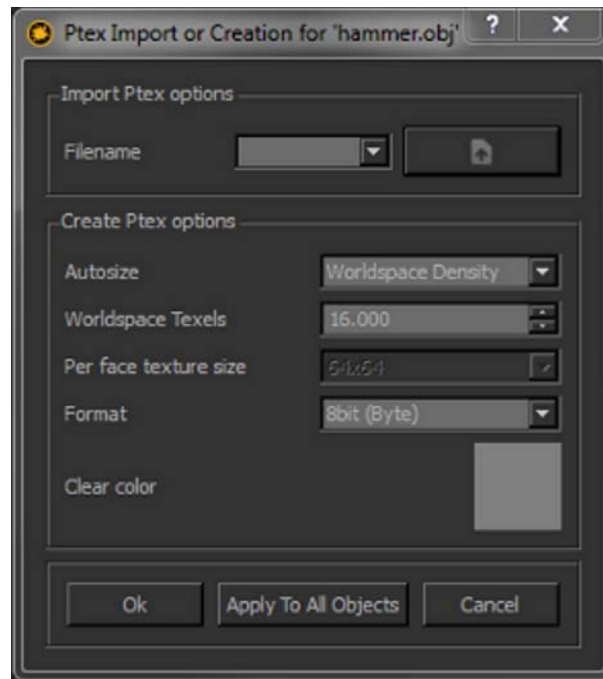 Ptex Import or Creation for 'hammer.obj' ? X
Import Ptex options
Filename
Create Ptex options
Autosize Worldspace Density
Worldspace Texels 16.000
Per face texture size 64x64
Format 8bit (Byte)
Clear color
Ok Apply To All Objects Cancel